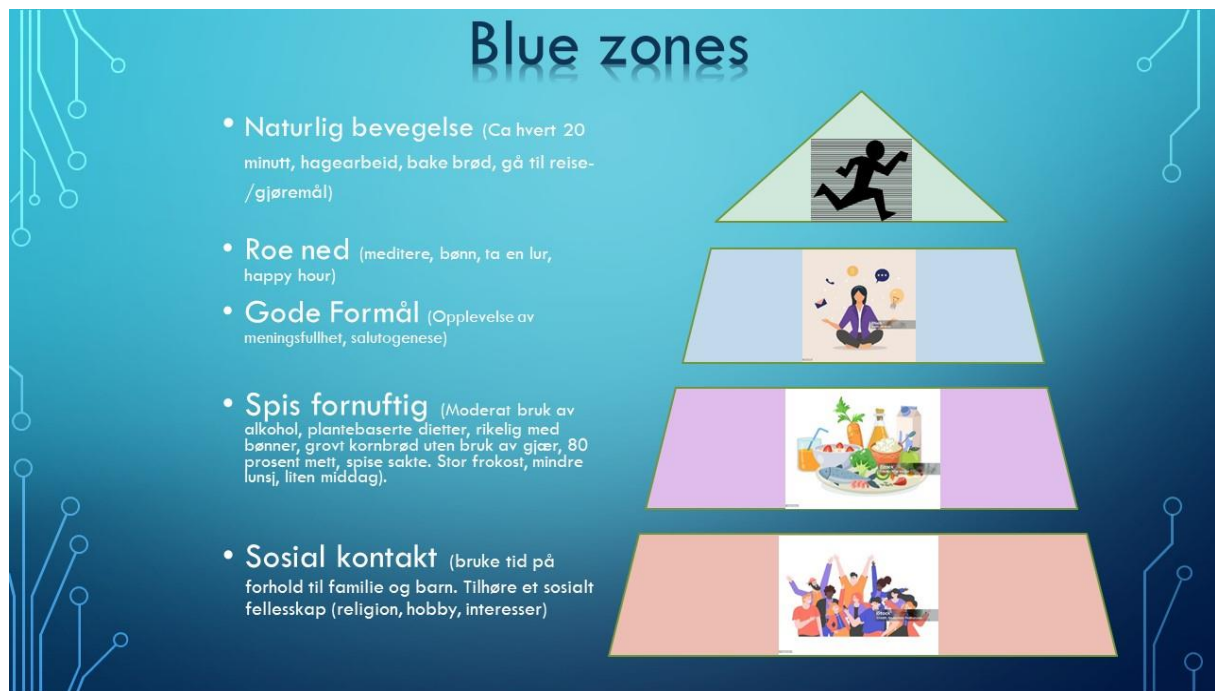 Blue zones
• Naturlig bevegelse (Ca hvert 20
minutt, hagearbeid, bake brød, gå til reise-
/gjøremål)
• Roe ned (meditere, bønn, ta en lur,
happy hour)
• Gode Formål (Opplevelse av
meningsfullhet, salutogenese)
• Spis fornuftig (Moderat bruk av
alkohol, plantebaserte dietter, rikelig med
bønner, grovt kornbrød uten bruk av gjær, 80
prosent mett, spise sakte. Stor frokost, mindre
lunsj, liten middag).
• Sosial kontakt (bruke tid på
forhold til familie og barn. Tilhøre et sosialt
fellesskap (religion, hobby, interesser)